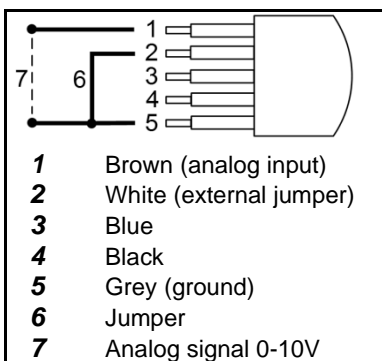 1
2
7
6
3
4
5
1 Brown (analog input)
2 White (external jumper)
3 Blue
4 Black
5 Grey (ground)
6 Jumper
7 Analog signal 0-10V